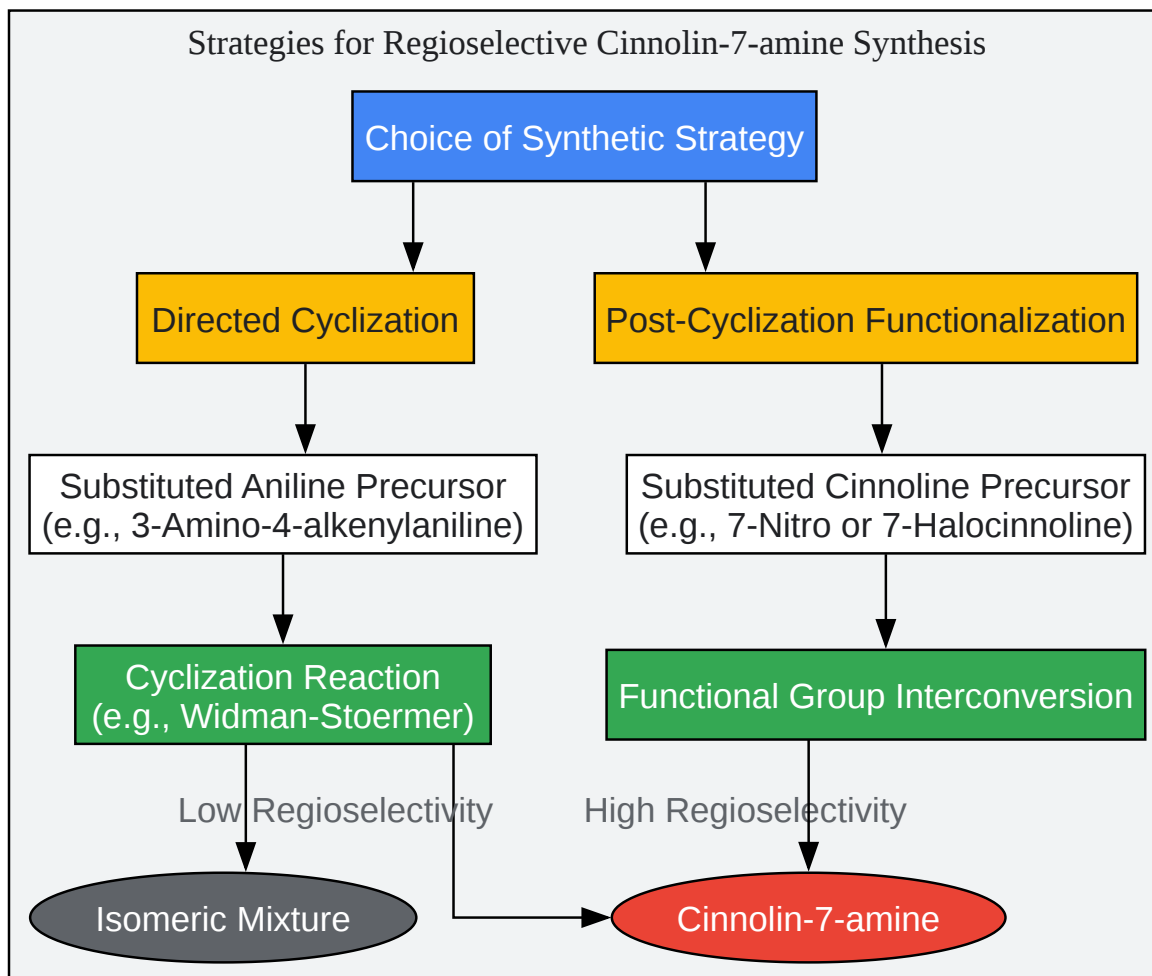 Strategies for Regioselective Cinnolin-7-amine Synthesis
Choice of Synthetic Strategy
Directed Cyclization
Post-Cyclization Functionalization
Substituted Aniline Precursor
(e.g., 3-Amino-4-alkenylaniline)
Substituted Cinnoline Precursor
(e.g., 7-Nitro or 7-Halocinnoline)
Cyclization Reaction
(e.g., Widman-Stoermer)
Functional Group Interconversion
Low Regioselectivity
High Regioselectivity
Isomeric Mixture
Cinnolin-7-amine